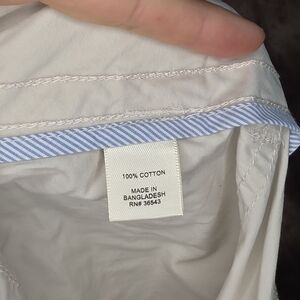 100% COTTON
MADE IN
BANGLADESH
RN# 36543